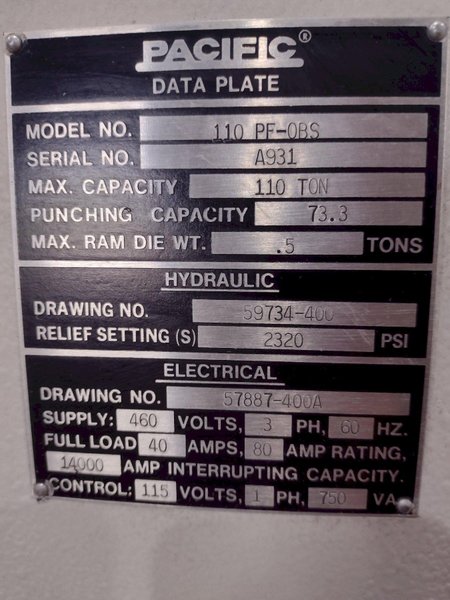 PACIFIC®
DATA PLATE
MODEL NO. 110 PF-OBS
SERIAL NO. A931
MAX. CAPACITY 110 TON
PUNCHING CAPACITY 73.3
MAX. RAM DIE WT. .5 TONS
HYDRAULIC
DRAWING NO. 59734-400
RELIEF SETTING (S) 2320 PSI
ELECTRICAL
DRAWING NO. 57887-400A
SUPPLY: 460 VOLTS, 3 PH, 60 HZ.
FULL LOAD 40 AMPS, 80 AMP RATING,
14000 AMP INTERRUPTING CAPACITY.
CONTROL: 115 VOLTS, 1 PH, 750 VA.